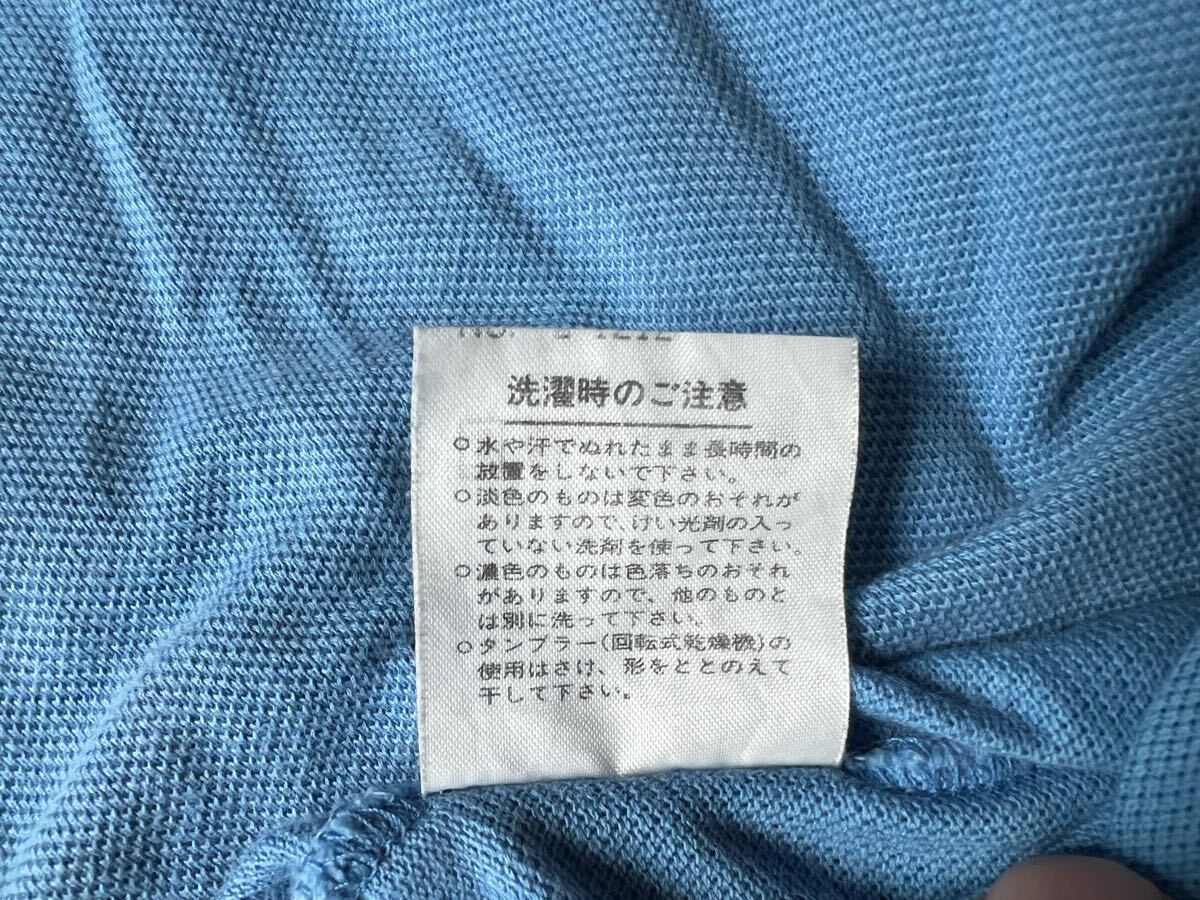 洗濯時のご注意
○水や汗でぬれたまま長時間の
放置をしないで下さい。
○淡色のものは変色のおそれが
ありますので、けい光剤の入っ
ていない洗剤を使って下さい。
○濃色のものは色落ちのおそれ
がありますので、他のものと
は別に洗って下さい。
○タンブラー(回転式乾燥機)の
使用はさけ、形をととのえて
干して下さい。